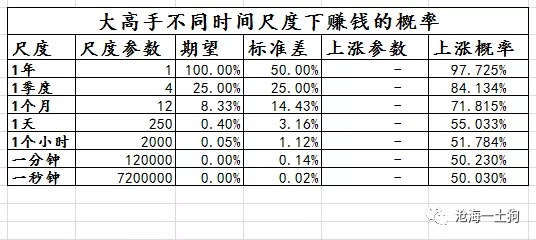 大高手不同时间尺度下赚钱的概率
尺度 尺度参数 期望 标准差 上涨参数 上涨概率
1年 1 100.00% 50.00% - 97.725%
1季度 4 25.00% 25.00% - 84.134%
1个月 12 8.33% 14.43% - 71.815%
1天 250 0.40% 3.16% - 55.033%
1个小时 2000 0.05% 1.12% - 51.784%
一分钟 120000 0.00% 0.14% - 50.230%
一秒钟 7200000 0.00% 0.02% - 50.030%
沧海一土狗